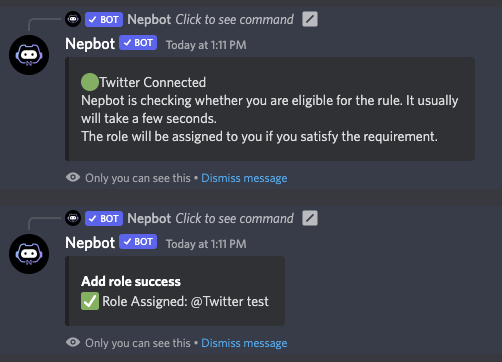 ✓ BOT Nepbot Click to see command
Nepbot ✓ BOT Today at 1:11 PM
Twitter Connected
Nepbot is checking whether you are eligible for the rule. It usually
will take a few seconds.
The role will be assigned to you if you satisfy the requirement.
Only you can see this • Dismiss message
✓ BOT Nepbot Click to see command
Nepbot ✓ BOT Today at 1:11 PM
Add role success
✅ Role Assigned: @Twitter test
Only you can see this • Dismiss message